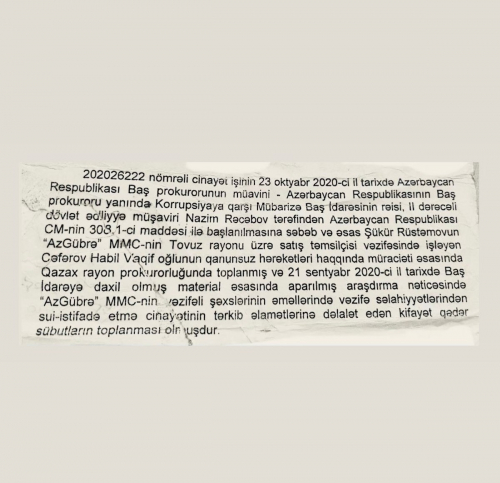 202026222 nömrəli cinayət işinin 23 oktyabr 2020-ci il tarixdə Azərbaycan
Respublikası Baş prokurorunun müavini - Azərbaycan Respublikasının Baş
prokuroru yanında Korrupsiyaya qarşı Mübarizə Baş İdarəsinin rəisi, II dərəcəli
dövlət ədliyyə müşaviri Nazim Rəcəbov tərəfindən Azərbaycan Respublikası
CM-nin 308.1-ci maddəsi ilə başlanılmasına səbəb və əsas Şükür Rüstəmovun
"AzGübrə" MMC-nin Tovuz rayonu üzrə satış təmsilçisi vəzifəsində işləyən
Cəfərov Habil Vaqif oğlunun qanunsuz hərəkətləri haqqında müraciəti əsasında
Qazax rayon prokurorluğunda toplanmış və 21 sentyabr 2020-ci il tarixdə Baş
İdarəyə daxil olmuş material əsasında aparılmış araşdırma nəticəsində
"AzGübrə" MMC-nin vəzifəli şəxslərinin əməllərində vəzifə səlahiyyətlərindən
sui-istifadə etmə cinayətinin tərkib əlamətlərinə dəlalət edən kifayət qədər
sübutların toplanması olmuşdur.